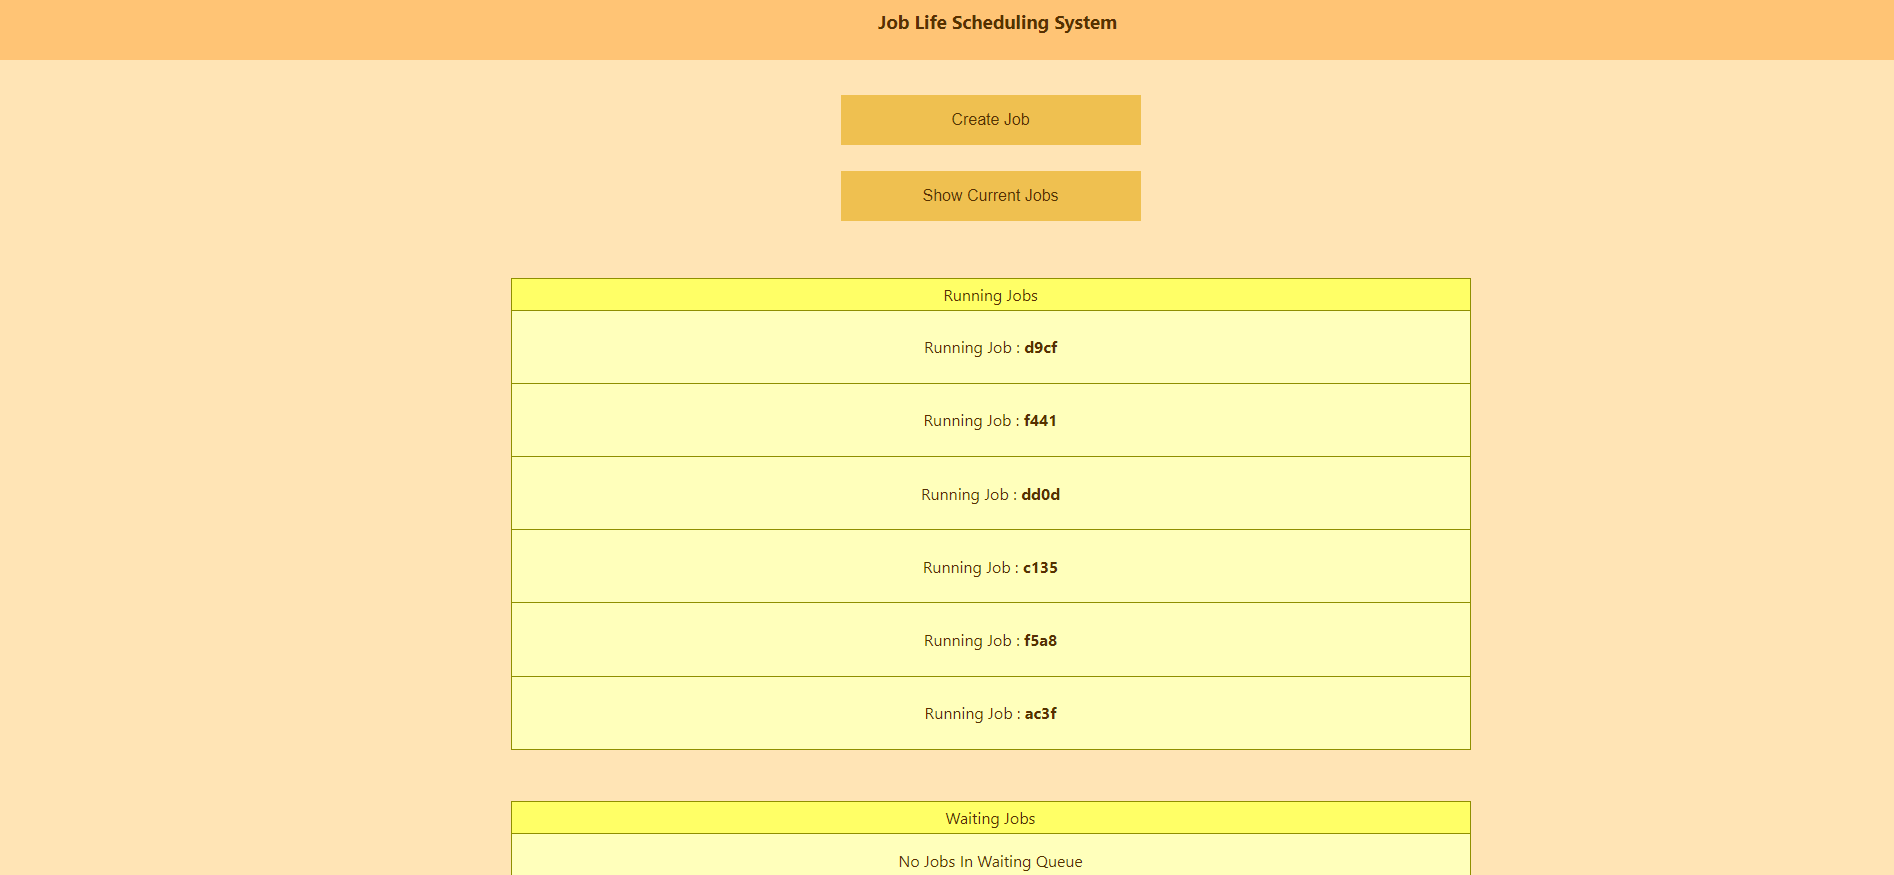 Job Life Scheduling System
Create Job
Show Current Jobs
Running Jobs
Running Job : d9cf
Running Job : f441
Running Job : dd0d
Running Job : c135
Running Job : f5a8
Running Job : ac3f
Waiting Jobs
No Jobs In Waiting Queue